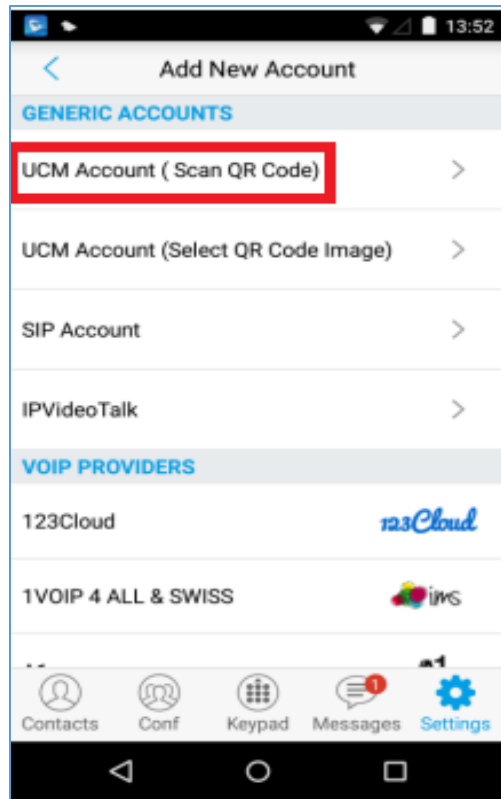 13:52
Add New Account
GENERIC ACCOUNTS
UCM Account ( Scan QR Code)
UCM Account (Select QR Code Image)
SIP Account
IPVideoTalk
VOIP PROVIDERS
123Cloud 123Cloud
1VOIP 4 ALL & SWISS ims
1
Contacts Conf Keypad Messages Settings